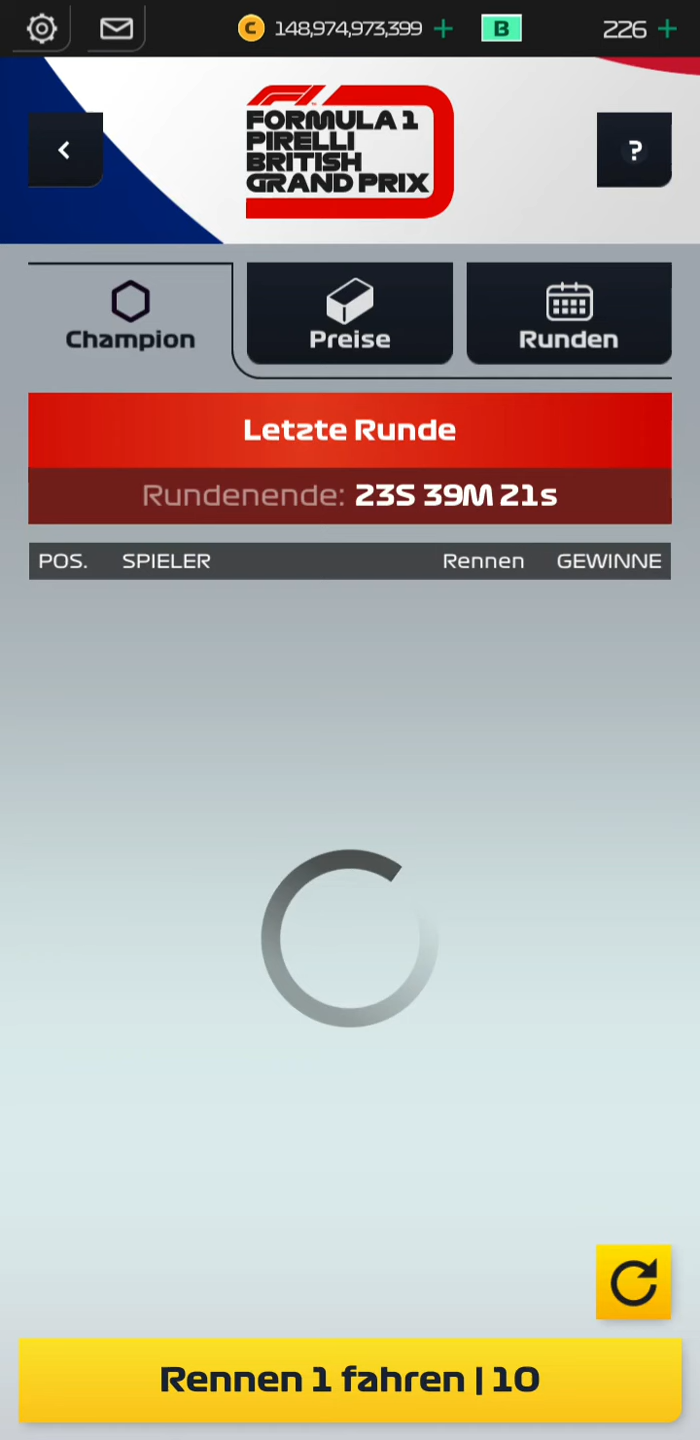 C 148,974,973,399 + B 226 +
FORMULA 1
PIRELLI
BRITISH
GRAND PRIX
?
Champion Preise Runden
Letzte Runde
Rundenende: 23S 39M 21s
POS. SPIELER Rennen GEWINNE
Rennen 1 fahren | 10